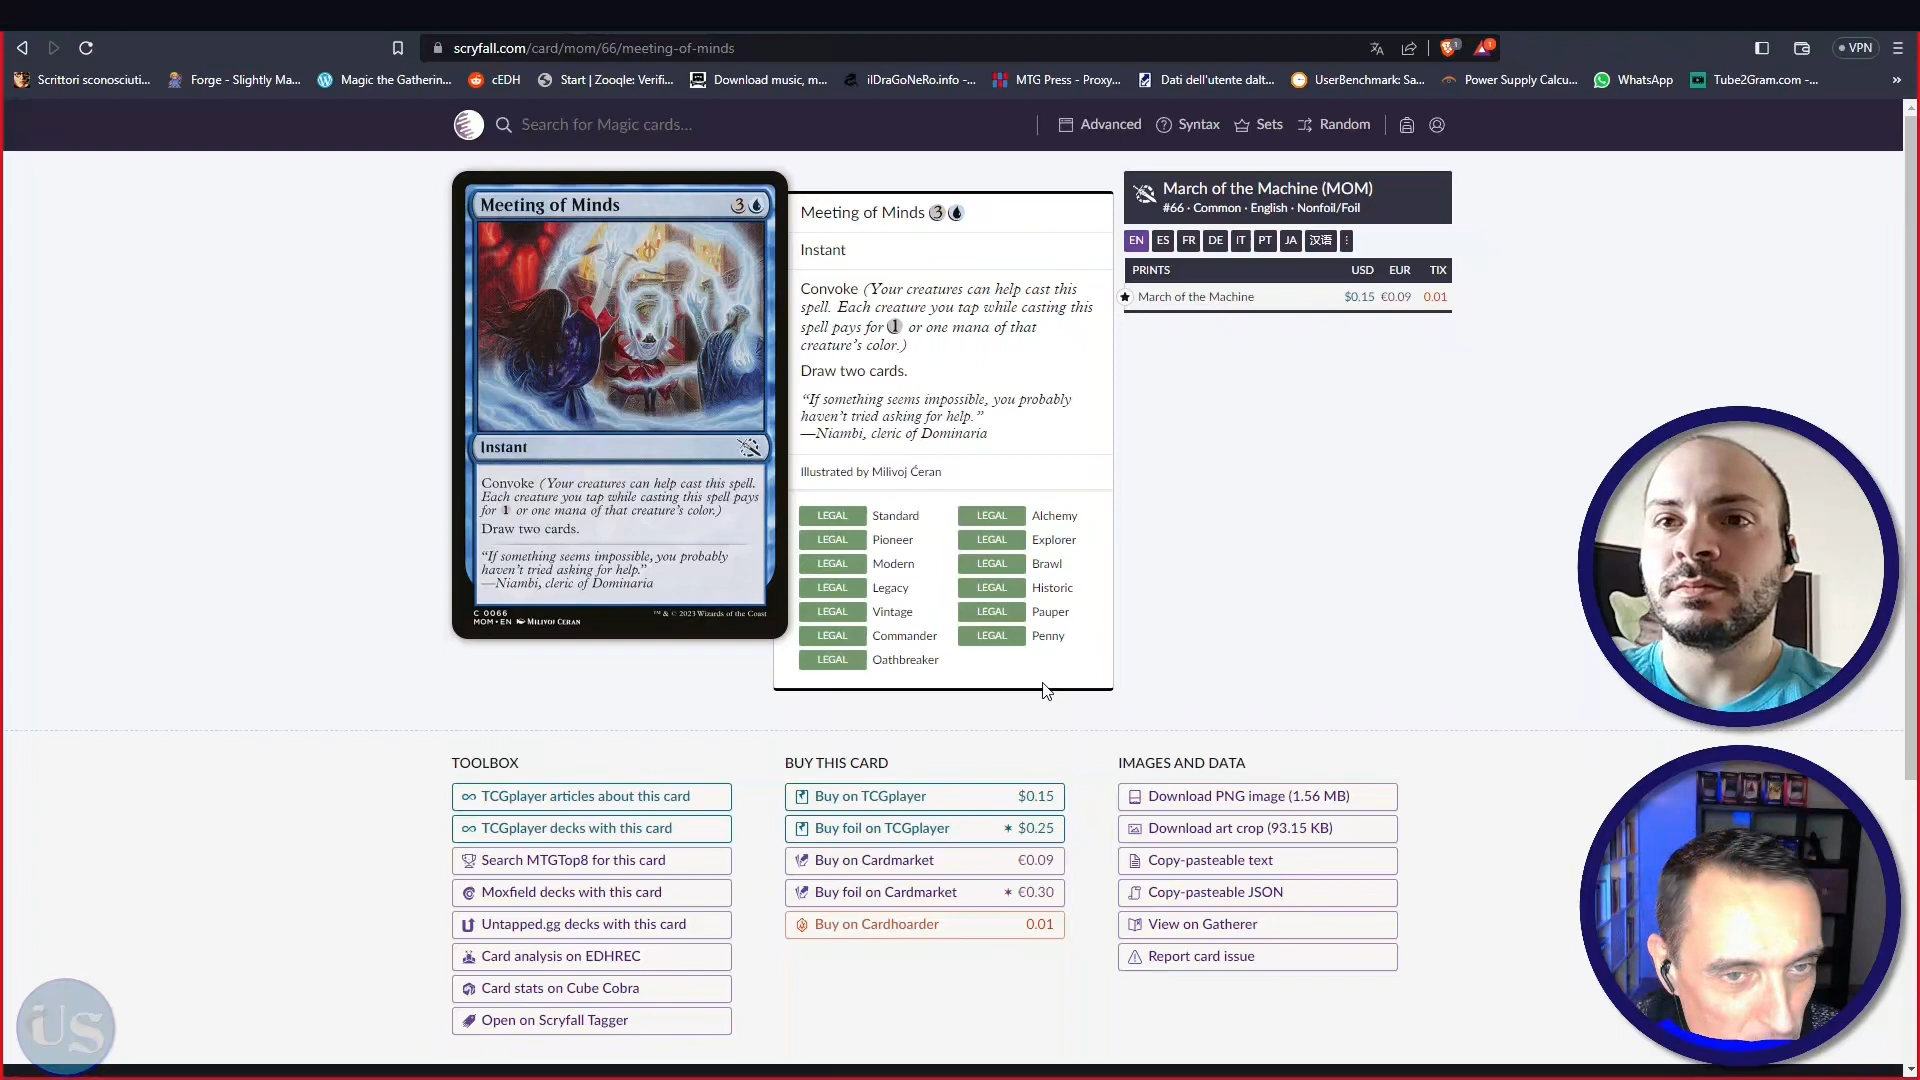 scryfall.com/card/mom/66/meeting-of-minds
1
1
VPN
Scrittori sconosciuti...
Forge - Slightly Ma...
Magic the Gatherin...
cEDH
Start | Zooqle: Verifi...
Download music, m...
ilDraGoNeRo.info -...
MTG Press - Proxy...
Dati dell'utente dalt...
UserBenchmark: Sa...
Power Supply Calcu...
WhatsApp
Tube2Gram.com -...
»
Search for Magic cards...
Advanced
Syntax
Sets
Random
Meeting of Minds 3
Instant
Convoke (Your creatures can help cast this spell.
Each creature you tap while casting this spell pays
for 1 or one mana of that creature's color.)
Draw two cards.
"If something seems impossible, you probably
haven't tried asking for help."
—Niambi, cleric of Dominaria
C 0066
MOM • EN Milivoj Ceran
™ & © 2023 Wizards of the Coast
Meeting of Minds 3
Instant
Convoke (Your creatures can help cast this
spell. Each creature you tap while casting this
spell pays for 1 or one mana of that
creature's color.)
Draw two cards.
"If something seems impossible, you probably
haven't tried asking for help."
—Niambi, cleric of Dominaria
Illustrated by Milivoj Ćeran
LEGAL Standard LEGAL Alchemy
LEGAL Pioneer LEGAL Explorer
LEGAL Modern LEGAL Brawl
LEGAL Legacy LEGAL Historic
LEGAL Vintage LEGAL Pauper
LEGAL Commander LEGAL Penny
LEGAL Oathbreaker
March of the Machine (MOM)
#66 · Common · English · Nonfoil/Foil
EN ES FR DE IT PT JA 汉语
PRINTS USD EUR TIX
March of the Machine $0.15 €0.09 0.01
TOOLBOX
TCGplayer articles about this card
TCGplayer decks with this card
Search MTGTop8 for this card
Moxfield decks with this card
Untapped.gg decks with this card
Card analysis on EDHREC
Card stats on Cube Cobra
Open on Scryfall Tagger
BUY THIS CARD
Buy on TCGplayer $0.15
Buy foil on TCGplayer ✶ $0.25
Buy on Cardmarket €0.09
Buy foil on Cardmarket ✶ €0.30
Buy on Cardhoarder 0.01
IMAGES AND DATA
Download PNG image (1.56 MB)
Download art crop (93.15 KB)
Copy-pasteable text
Copy-pasteable JSON
View on Gatherer
Report card issue
US